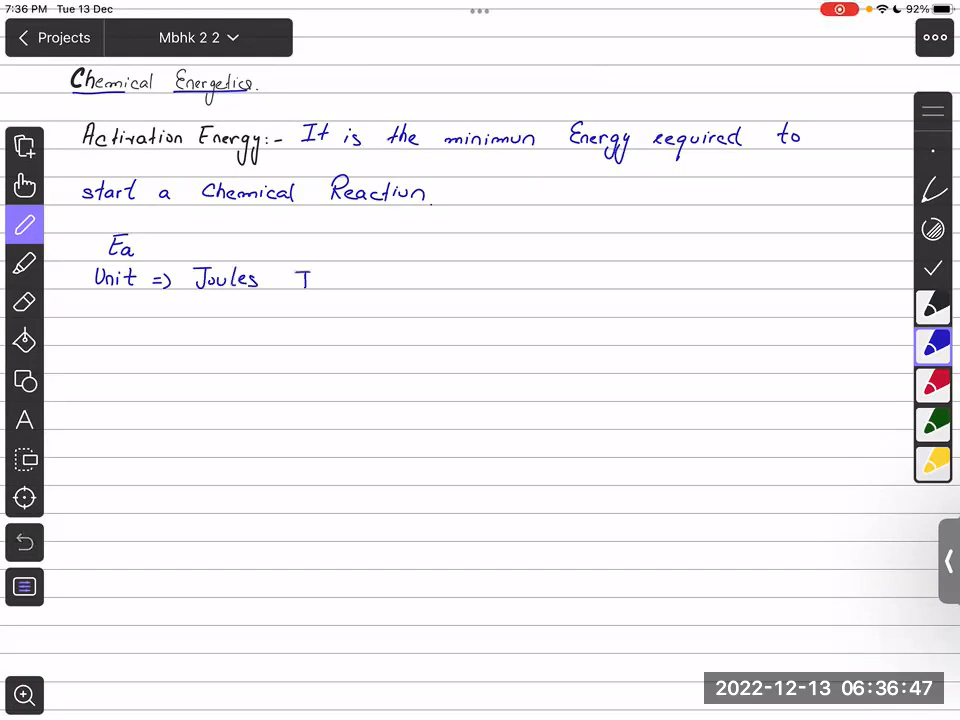 7:36 PM Tue 13 Dec
92%
Projects
Mbhk 2 2
Chemical Energetics.
Activation Energy:- It is the minimun Energy required to
start a Chemical Reaction.
Ea
Unit => Joules
A
2022-12-13 06:36:47